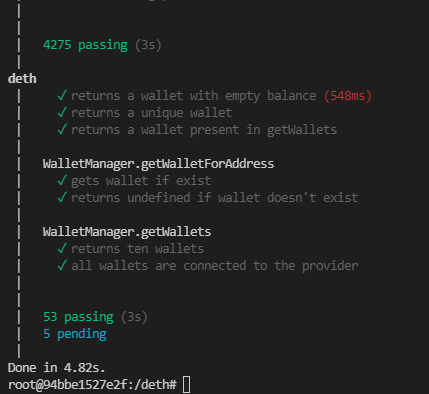 4275 passing (3s)
deth
✓ returns a wallet with empty balance (548ms)
✓ returns a unique wallet
✓ returns a wallet present in getWallets
WalletManager.getWalletForAddress
✓ gets wallet if exist
✓ returns undefined if wallet doesn't exist
WalletManager.getWallets
✓ returns ten wallets
✓ all wallets are connected to the provider
53 passing (3s)
5 pending
Done in 4.82s.
root@94bbe1527e2f:/deth#